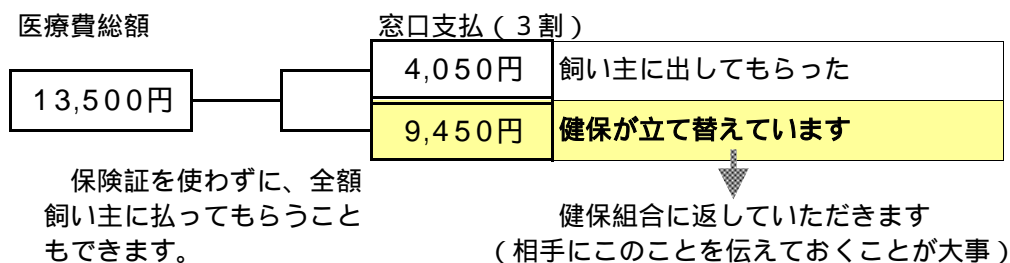 医療費総額
窓口支払(3割)
4,050円
飼い主に出してもらった
13,500円
9,450円
健保が立て替えています
保険証を使わずに、全額
飼い主に払ってもらうこと
もできます。
健保組合に返していただきます
(相手にこのことを伝えておくことが大事)